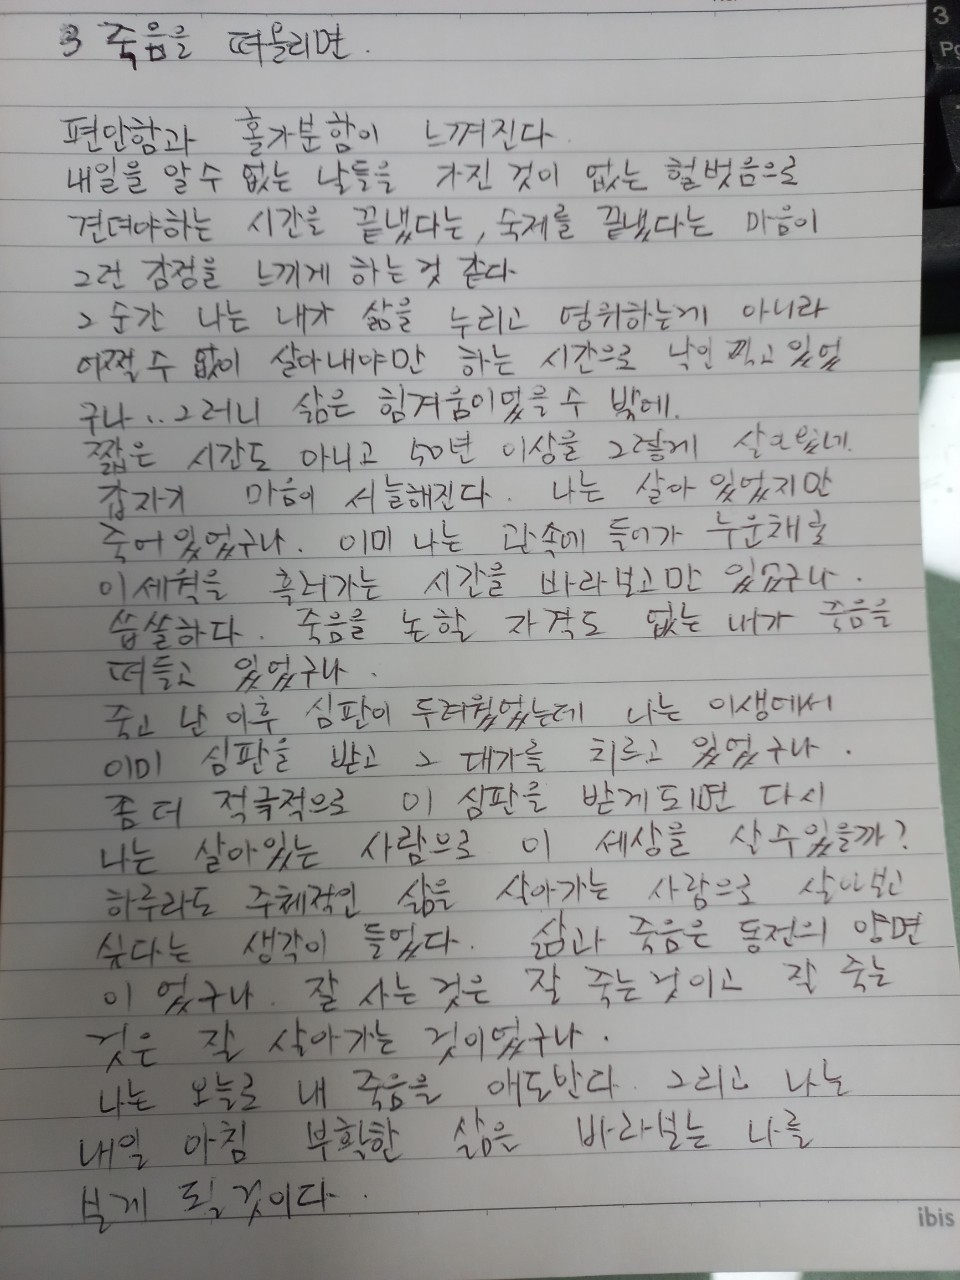 3 죽음을 떠올리면.
편안함과 홀가분함이 느껴진다.
내일을 알 수 없는 날들을 가진 것이 없는 헐벗음으로
견뎌야하는 시간을 끝냈다는, 숙제를 끝냈다는 마음이
그런 감정을 느끼게 하는것 같다
그 순간 나는 내가 삶을 누리고 영위하는게 아니라
어쩔 수 없이 살아내야만 하는 시간으로 낙인 찍고 있었
구나... 그러니 삶은 힘겨움이었을 수 밖에.
짧은 시간도 아니고 50년 이상을 그렇게 살으왔네.
갑자기 마음이 서늘해진다. 나는 살아 있었지만
죽어있었구나. 이미 나는 관속에 들어가 누운채로
이세월을 흘러가는 시간을 바라보고만 있었구나.
씁쓸하다. 죽음을 논할 자격도 없는 내가 죽음을
떠들고 있었구나.
죽고 난 이후 심판이 두려웠었는데 나는 이생에서
이미 심판을 받고 그 대가를 치르고 있었구나.
좀 더 적극적으로 이 심판을 받게되면 다시
나는 살아있는 사람으로 이 세상을 살수있을까?
하루라도 주체적인 삶을 살아가는 사람으로 살아보고
싶다는 생각이 들었다. 삶과 죽음은 동전의 양면
이 었구나. 잘 사는것은 잘 죽는것이고 잘 죽는
것은 잘 살아가는 것이었구나.
나는 오늘로 내 죽음을 애도한다. 그리고 나는
내일 아침 부활한 삶을 바라보는 나를
보게 될 것이다.
3
Pg
ibis